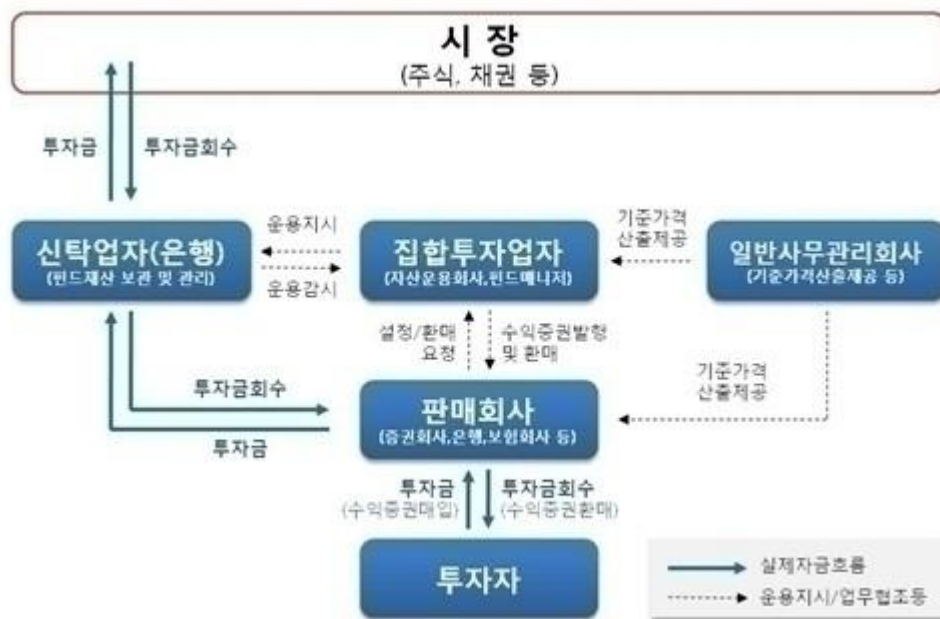 시 장
(주식, 채권 등)
투자금
투자금회수
신탁업자(은행)
(펀드재산 보관 및 관리)
운용지시
운용감시
집합투자업자
(자산운용회사,펀드매니저)
기준가격
산출제공
일반사무관리회사
(기준가격산출제공 등)
설정/환매
요청
수익증권발행
및 환매
기준가격
산출제공
투자금회수
투자금
판매회사
(증권회사,은행,보험회사 등)
투자금
(수익증권매입)
투자금회수
(수익증권환매)
투자자
실제자금흐름
운용지시/업무협조등